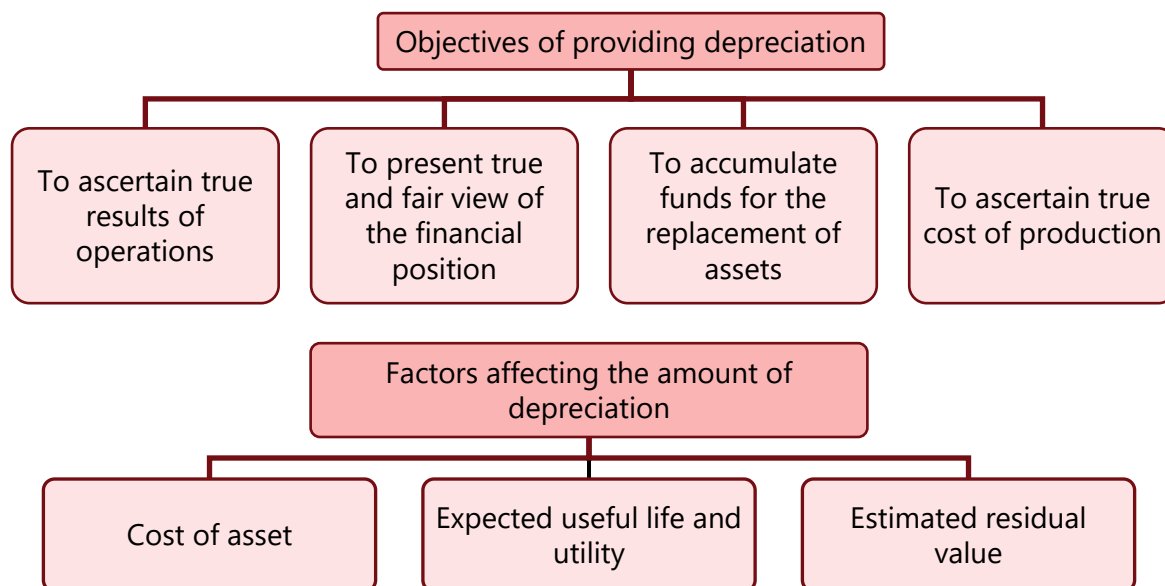 Objectives of providing depreciation
To ascertain true
results of
operations
To present true
and fair view of
the financial
position
To accumulate
funds for the
replacement of
assets
To ascertain true
cost of production
Factors affecting the amount of
depreciation
Cost of asset
Expected useful life and
utility
Estimated residual
value